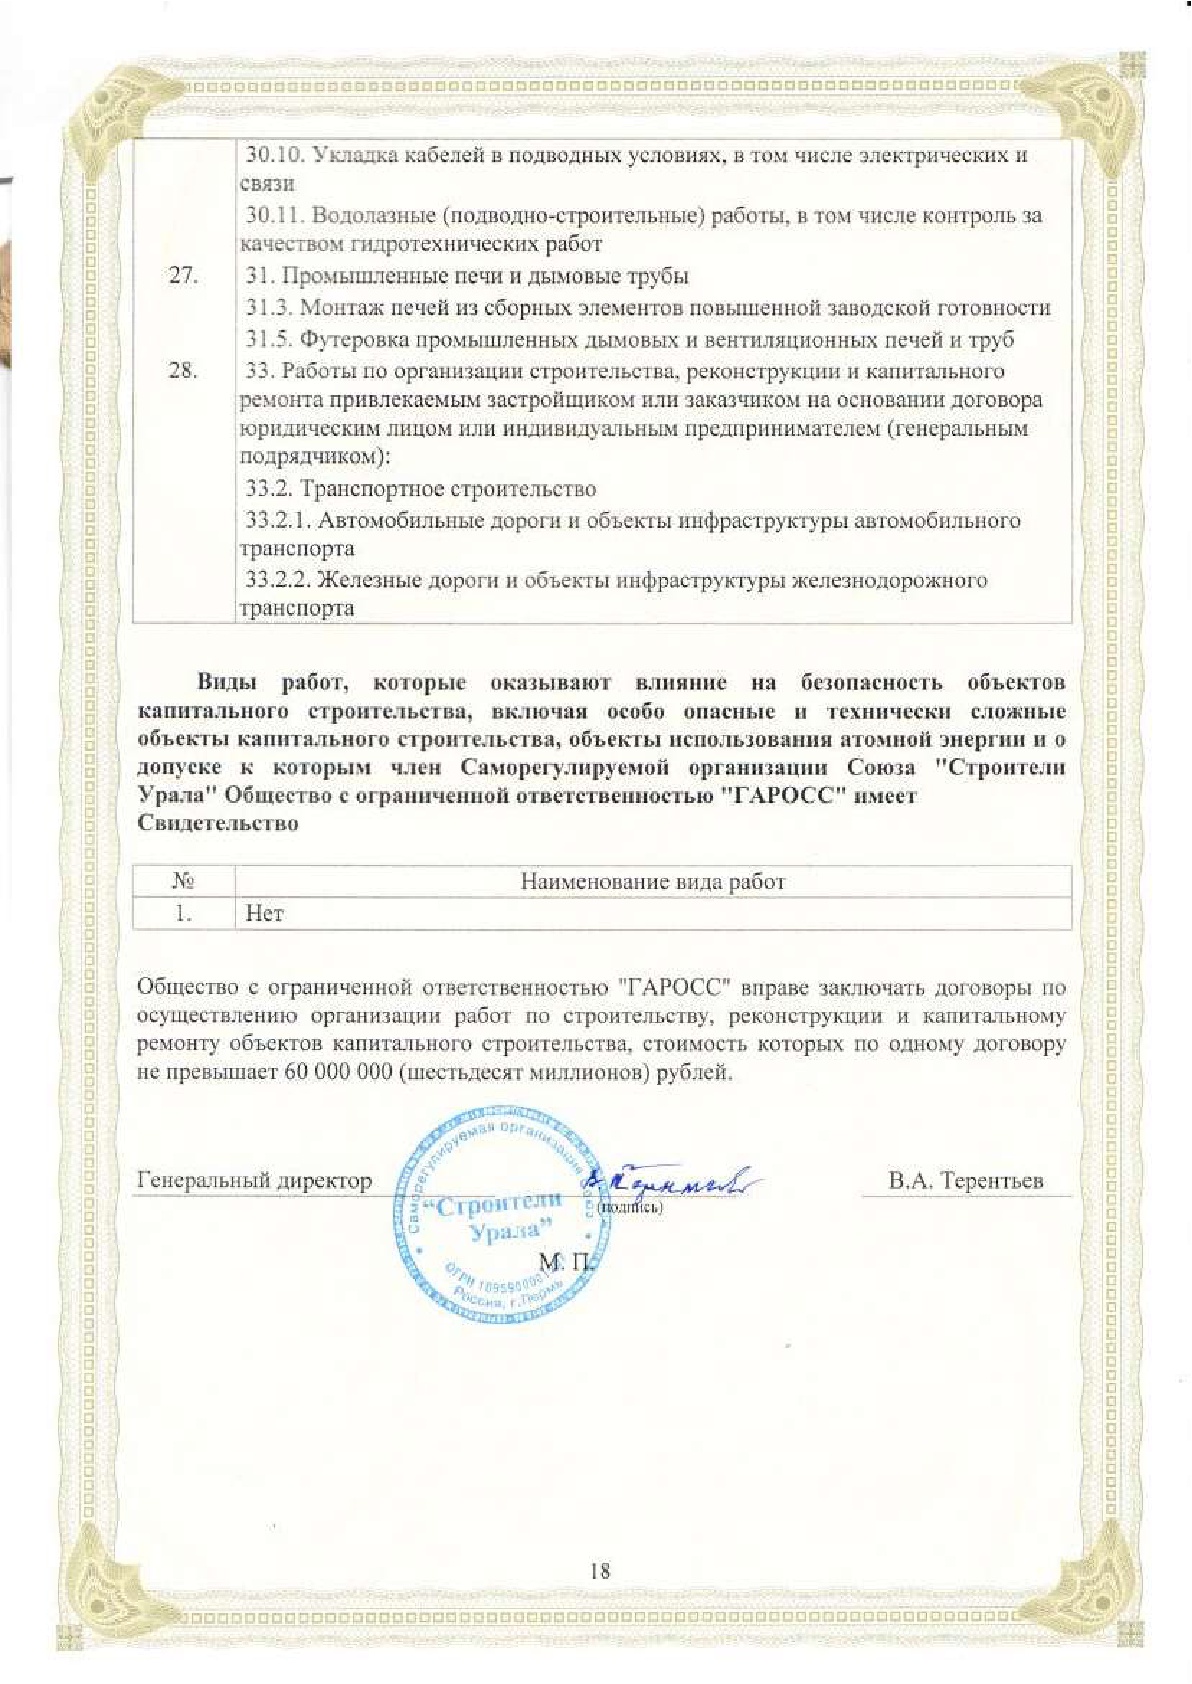 30.10. Укладка кабелей в подводных условиях, в том числе электрических и
связи
30.11. Водолазные (подводно-строительные) работы, в том числе контроль за
качеством гидротехнических работ
27. 31. Промышленные печи и дымовые трубы
31.3. Монтаж печей из сборных элементов повышенной заводской готовности
31.5. Футеровка промышленных дымовых и вентиляционных печей и труб
28. 33. Работы по организации строительства, реконструкции и капитального
ремонта привлекаемым застройщиком или заказчиком на основании договора
юридическим лицом или индивидуальным предпринимателем (генеральным
подрядчиком):
33.2. Транспортное строительство
33.2.1. Автомобильные дороги и объекты инфраструктуры автомобильного
транспорта
33.2.2. Железные дороги и объекты инфраструктуры железнодорожного
транспорта
Виды работ, которые оказывают влияние на безопасность объектов
капитального строительства, включая особо опасные и технически сложные
объекты капитального строительства, объекты использования атомной энергии и о
допуске к которым член Саморегулируемой организации Союза "Строители
Урала" Общество с ограниченной ответственностью "ГАРОСС" имеет
Свидетельство
№ Наименование вида работ
1. Нет
Общество с ограниченной ответственностью "ГАРОСС" вправе заключать договоры по
осуществлению организации работ по строительству, реконструкции и капитальному
ремонту объектов капитального строительства, стоимость которых по одному договору
не превышает 60 000 000 (шестьдесят миллионов) рублей.
Саморегулируемая организация
Генеральный директор В.А. Терентьев
"Строители
(подпись)
Урала"
М. П.
ОГРН
Россия, г.Пермь
18